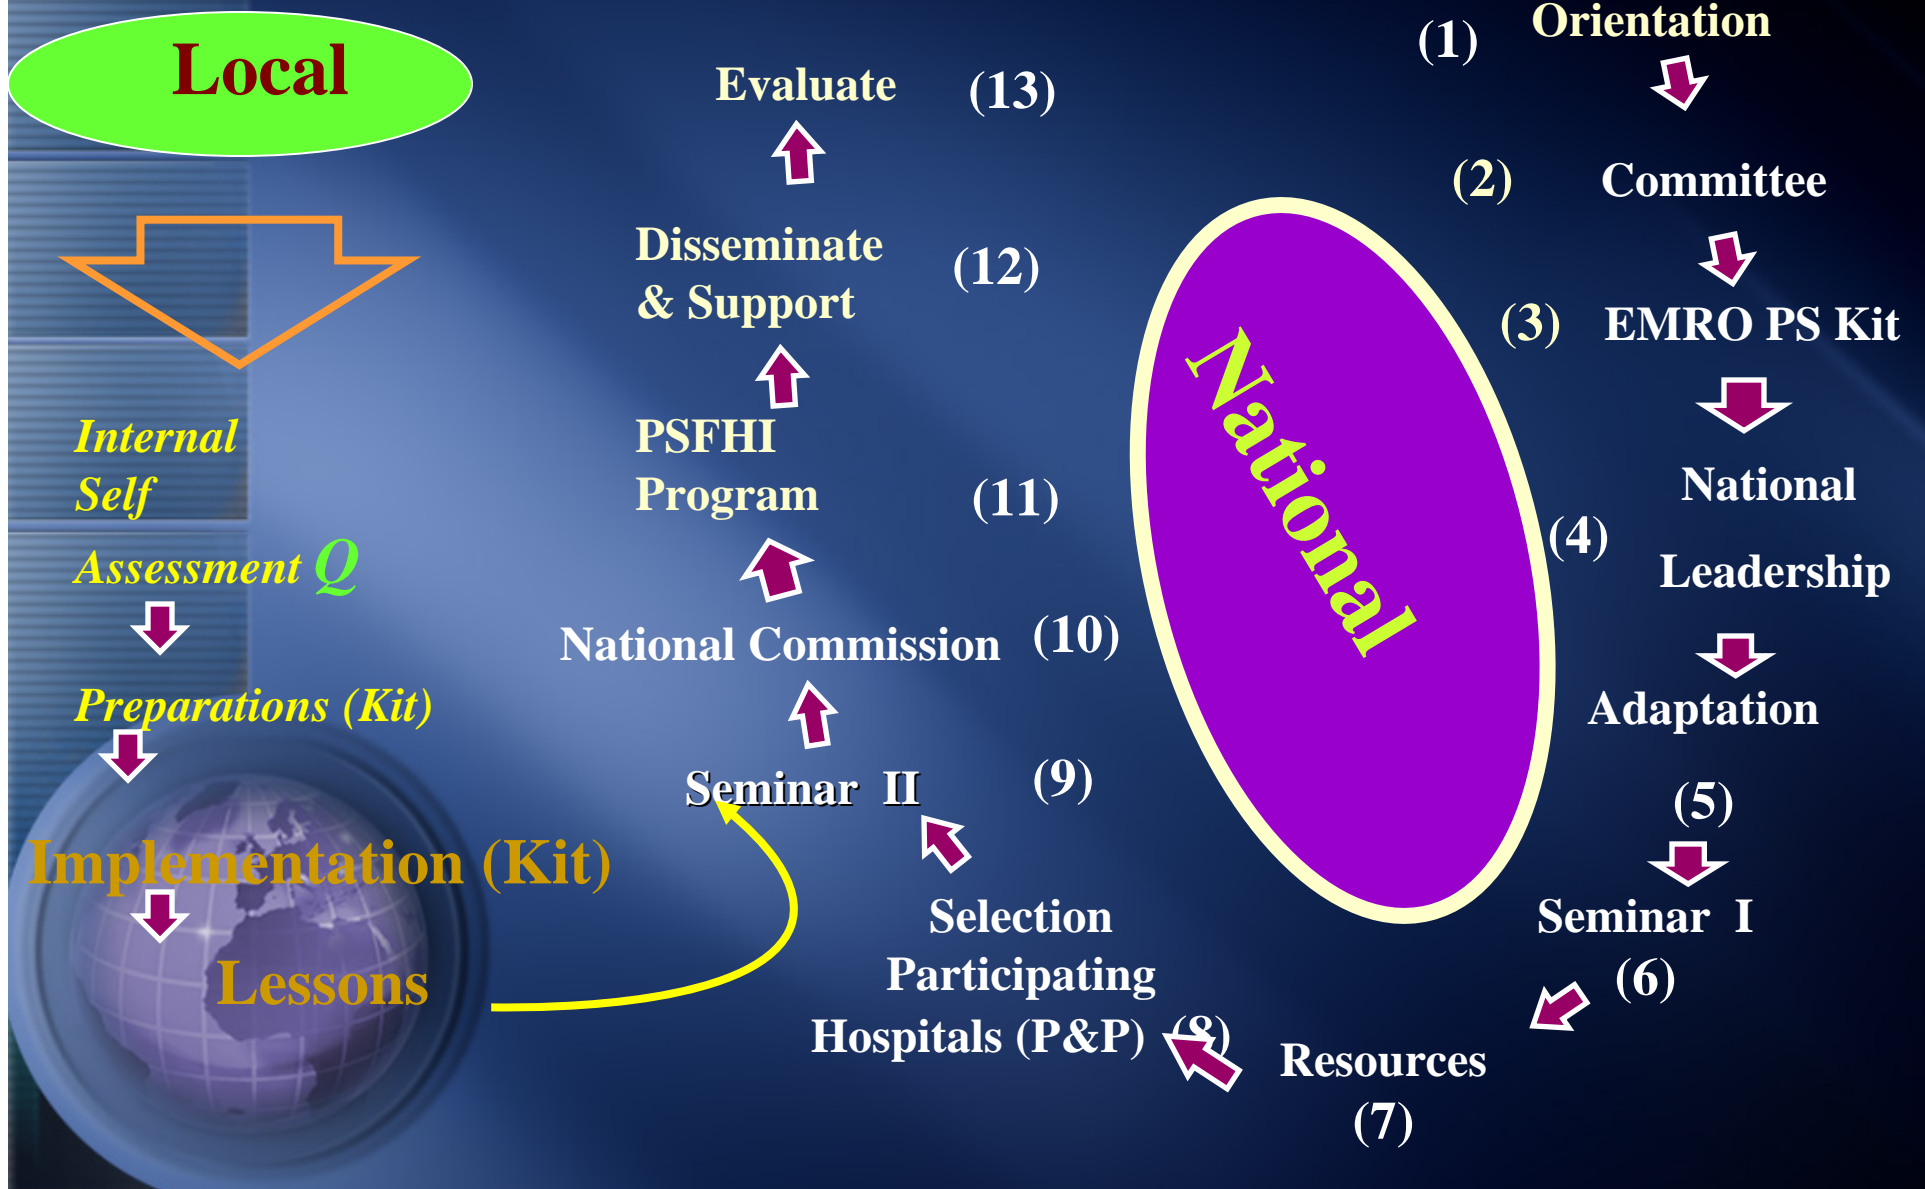 Local
Internal
Self
Assessment Q
Preparations (Kit)
Implementation (Kit)
Lessons
Evaluate (13)
Disseminate
& Support
(12)
PSFHI
Program
(11)
National Commission (10)
Seminar II (9)
Selection
Participating
Hospitals (P&P) (8)
National
(1) Orientation
(2) Committee
(3) EMRO PS Kit
National
(4)
Leadership
Adaptation
(5)
Seminar I
(6)
Resources
(7)